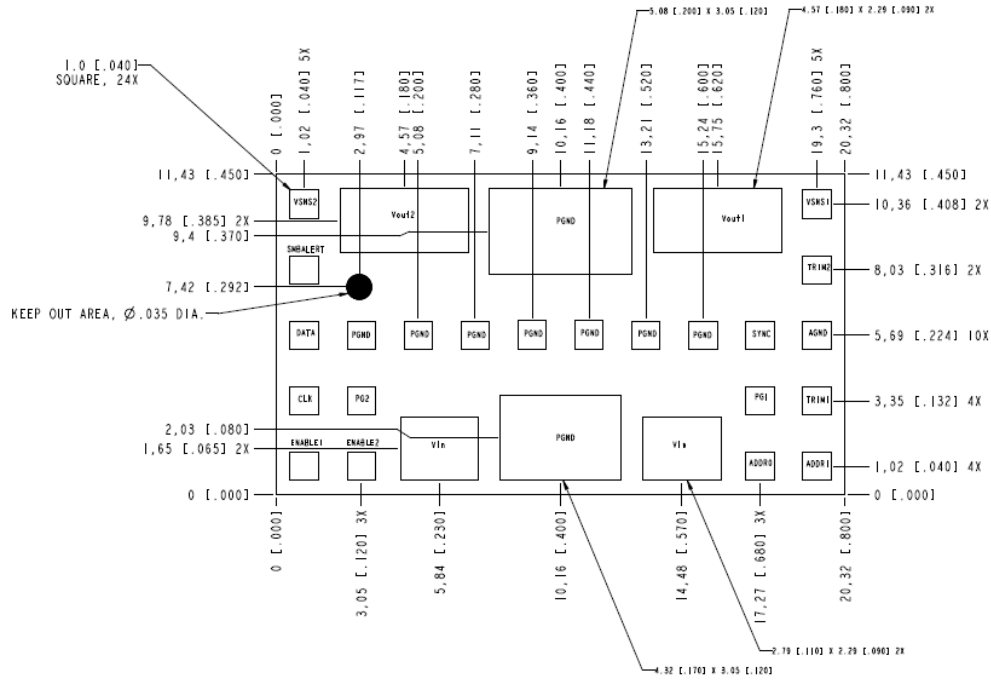 5.08 [.200] X 3.05 [.120]
4.57 [.180] X 2.29 [.090] 2X
1.0 [.040]
SQUARE, 24X
0 [.000]
1,02 [.040] 5X
2,97 [.117]
4,57 [.180]
5,08 [.200]
7,11 [.280]
9,14 [.360]
10,16 [.400]
11,18 [.440]
13,21 [.520]
15,24 [.600]
15,75 [.620]
19,3 [.760] 5X
20,32 [.800]
11,43 [.450]
11,43 [.450]
VSNS2
Vout2
PGND
Vout1
VSNS1
10,36 [.408] 2X
9,78 [.385] 2X
9,4 [.370]
SMBALERT
TRIM2
8,03 [.316] 2X
7,42 [.292]
KEEP OUT AREA, Ø.035 DIA.
DATA
PGND
PGND
PGND
PGND
PGND
PGND
PGND
SYNC
AGND
5,69 [.224] 10X
CLK
PG2
PG1
TRIM1
3,35 [.132] 4X
2,03 [.080]
1,65 [.065] 2X
ENABLE1
ENABLE2
VIn
PGND
VIn
ADDR0
ADDR1
1,02 [.040] 4X
0 [.000]
0 [.000]
0 [.000]
3,05 [.120] 3X
5,84 [.230]
10,16 [.400]
14,48 [.570]
17,27 [.680] 3X
20,32 [.800]
2.79 [.110] X 2.29 [.090] 2X
4.32 [.170] X 3.05 [.120]